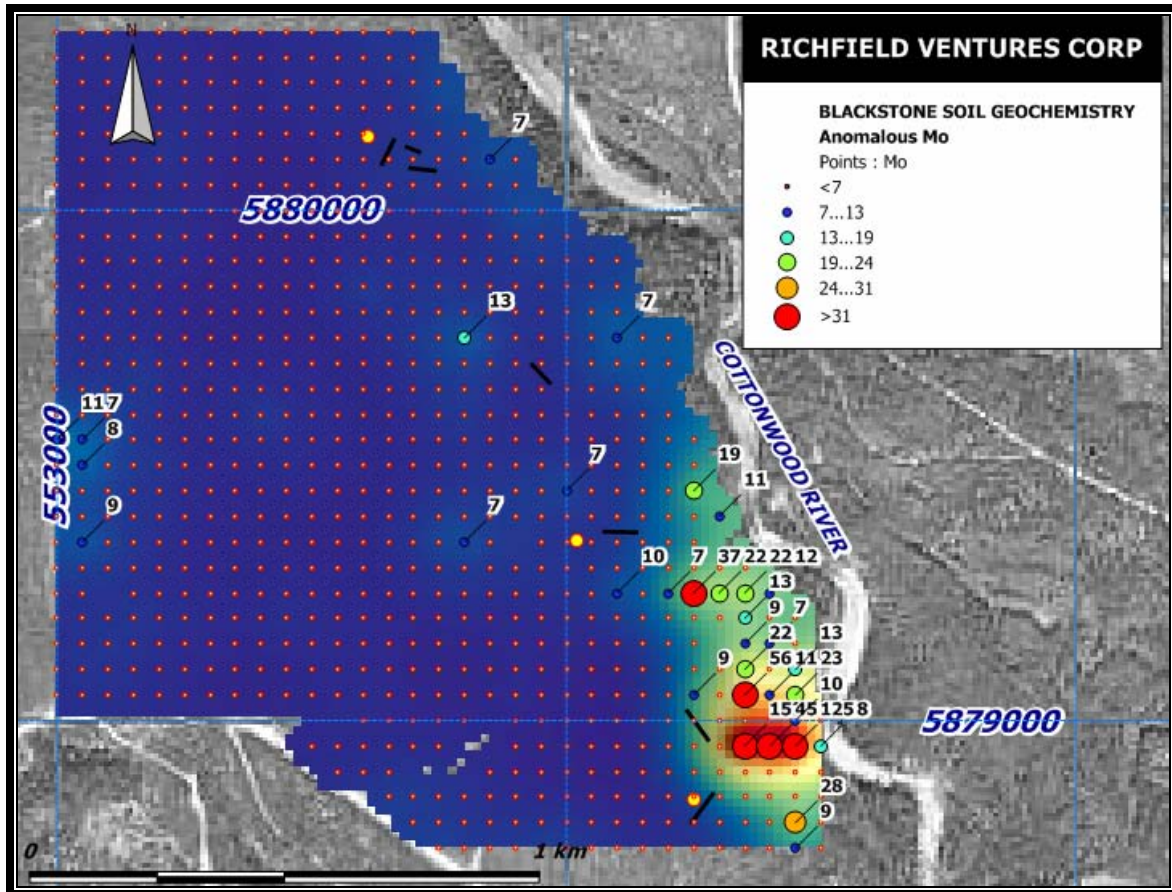 RICHFIELD VENTURES CORP
BLACKSTONE SOIL GEOCHEMISTRY
Anomalous Mo
Points : Mo
<7
7...13
13...19
19...24
24...31
>31
N
7
5880000
13
7
COTTONWOOD RIVER
553000
11 7
8
7
19
9
7
11
10 7 37 22 22 12
13
9 7
22 13
9 56 11 23
10
15 45 125 8
5879000
28
9
0 1 km